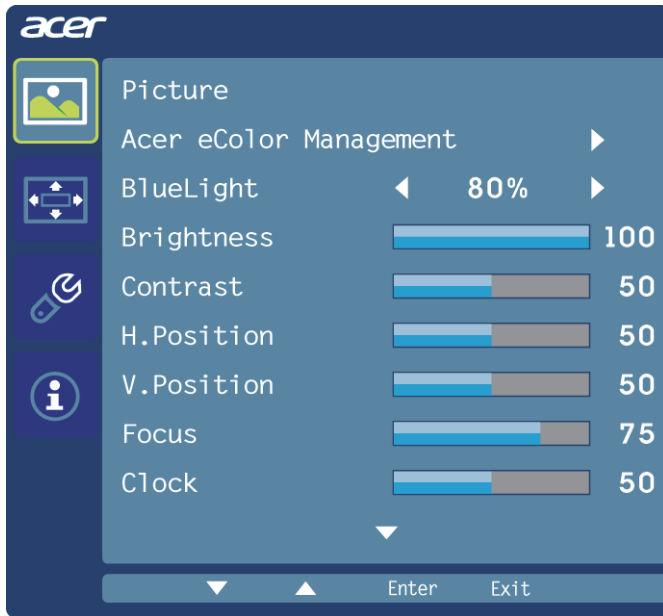 acer
Picture
Acer eColor Management
BlueLight 80%
Brightness 100
Contrast 50
H.Position 50
V.Position 50
Focus 75
Clock 50
Enter Exit